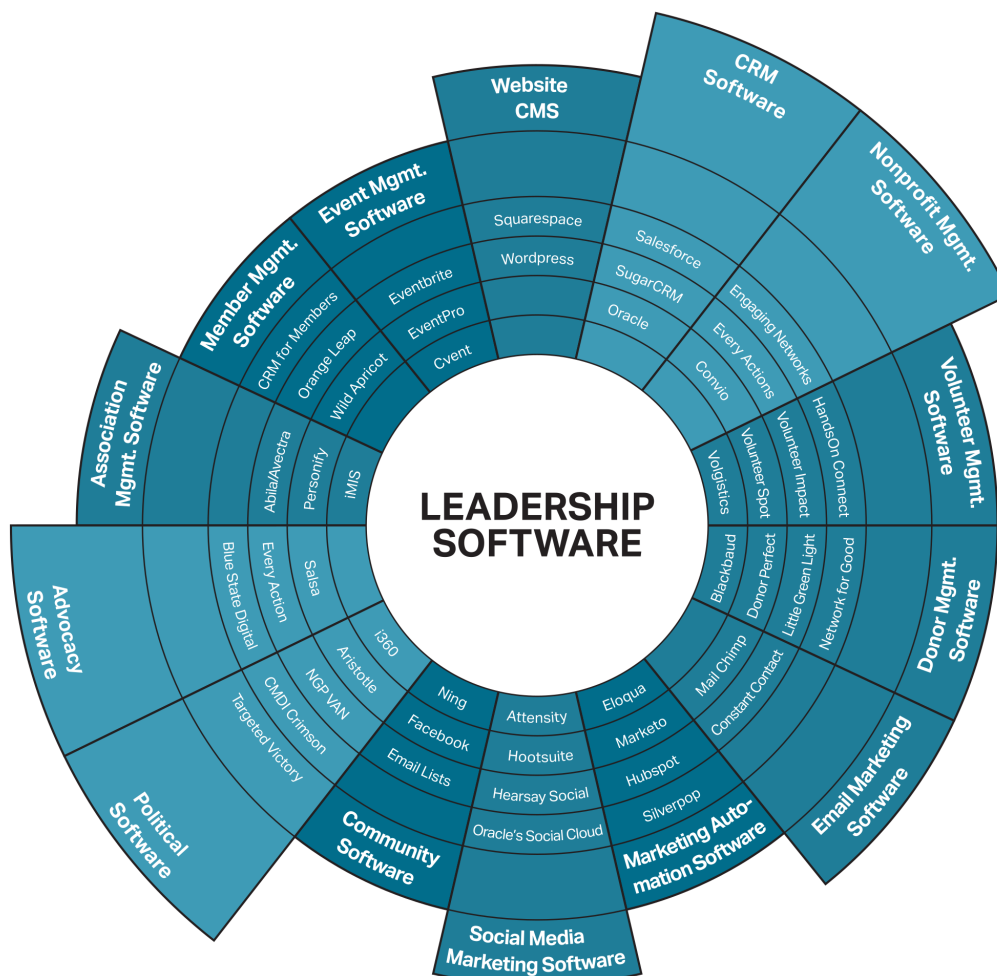 LEADERSHIP
SOFTWARE
Website
CMS
Squarespace
Wordpress
CRM
Software
Salesforce
SugarCRM
Oracle
Nonprofit Mgmt.
Software
Engaging Networks
Every Actions
Convio
Volunteer Mgmt.
Software
HandsOn Connect
Volunteer Impact
Volunteer Spot
Volgistics
Donor Mgmt.
Software
Network for Good
Little Green Light
Donor Perfect
Blackbaud
Email Marketing
Software
Constant Contact
Mail Chimp
Marketing Auto-
mation Software
Eloqua
Marketo
Hubspot
Silverpop
Social Media
Marketing Software
Attensity
Hootsuite
Hearsay Social
Oracle's Social Cloud
Community
Software
Ning
Facebook
Email Lists
Political
Software
i360
Aristotle
NGP VAN
CMDI Crimson
Targeted Victory
Advocacy
Software
Salsa
Every Action
Blue State Digital
Association
Mgmt. Software
Abila/Avectra
Personify
iMIS
Member Mgmt.
Software
CRM for Members
Orange Leap
Wild Apricot
Event Mgmt.
Software
Eventbrite
EventPro
Cvent